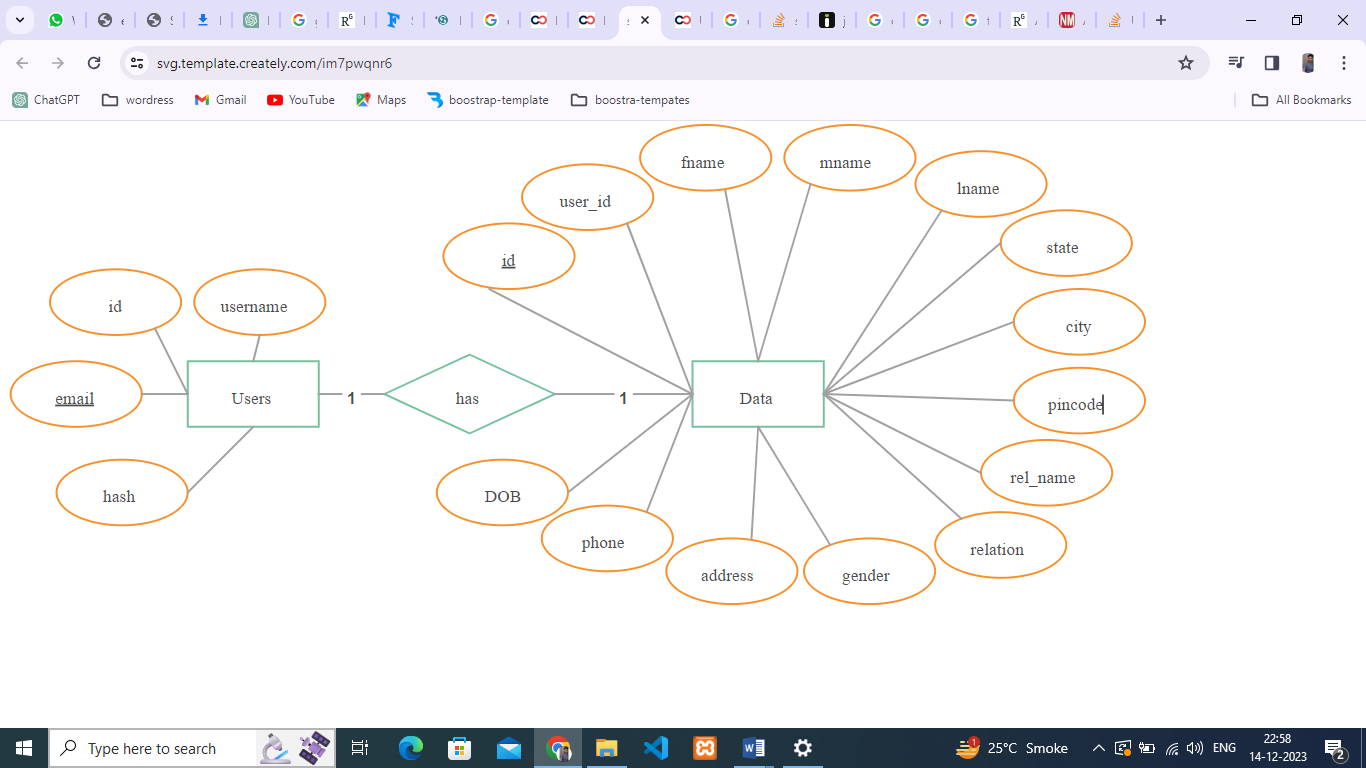 svg.template.creately.com/im7pwqnr6
ChatGPT
wordress
Gmail
YouTube
Maps
boostrap-template
boostra-tempates
All Bookmarks
fname
mname
lname
user_id
state
id
id
username
city
email
Users
1
has
1
Data
pincode
rel_name
hash
DOB
phone
relation
address
gender
Type here to search
25°C Smoke
ENG
22:58
14-12-2023
2